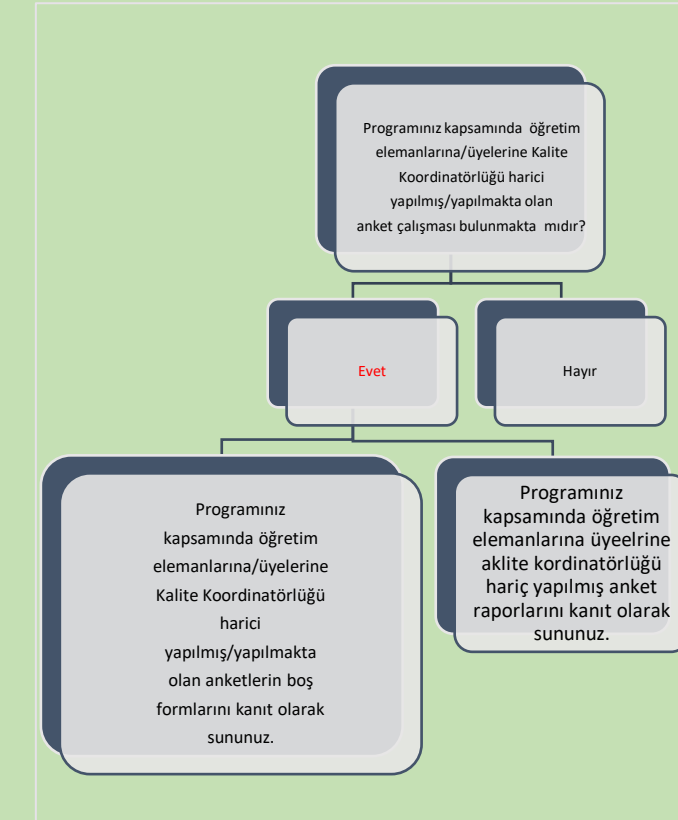 Programınız kapsamında öğretim
elemanlarına/üyelerine Kalite
Koordinatörlüğü harici
yapılmış/yapılmakta olan
anket çalışması bulunmakta mıdır?
Evet
Hayır
Programınız
kapsamında öğretim
elemanlarına/üyelerine
Kalite Koordinatörlüğü
harici
yapılmış/yapılmakta
olan anketlerin boş
formlarını kanıt olarak
sununuz.
Programınız
kapsamında öğretim
elemanlarına üyeelrine
aklite kordinatörlüğü
hariç yapılmış anket
raporlarını kanıt olarak
sununuz.